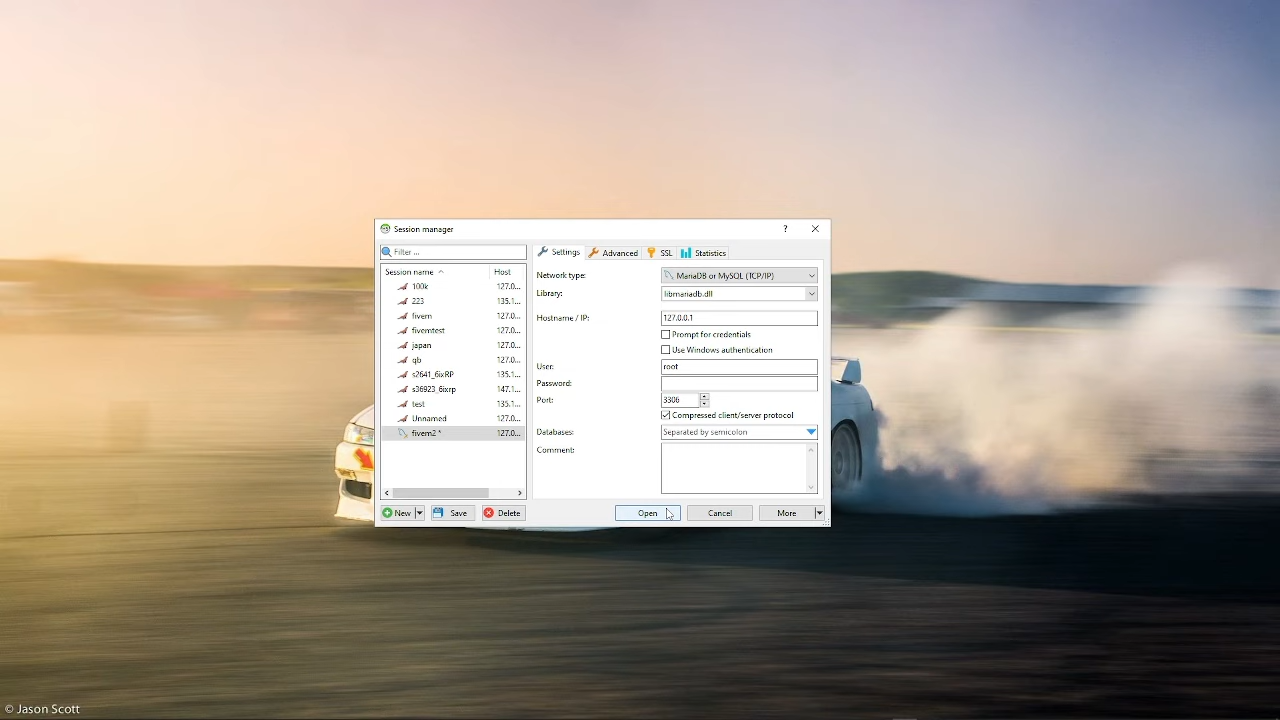 Session manager
?
Filter ...
Settings
Advanced
SSL
Statistics
Session name
Host
100k
127.0...
223
135.1...
fivem
127.0...
fivemtest
127.0...
japan
127.0...
qb
127.0...
s2641_6ixRP
135.1...
s36923_6ixrp
147.1...
test
135.1...
Unnamed
127.0...
fivem2 *
127.0...
Network type:
MariaDB or MySQL (TCP/IP)
Library:
libmariadb.dll
Hostname / IP:
127.0.0.1
Prompt for credentials
Use Windows authentication
User:
root
Password:
Port:
3306
Compressed client/server protocol
Databases:
Separated by semicolon
Comment:
New
Save
Delete
Open
Cancel
More
© Jason Scott